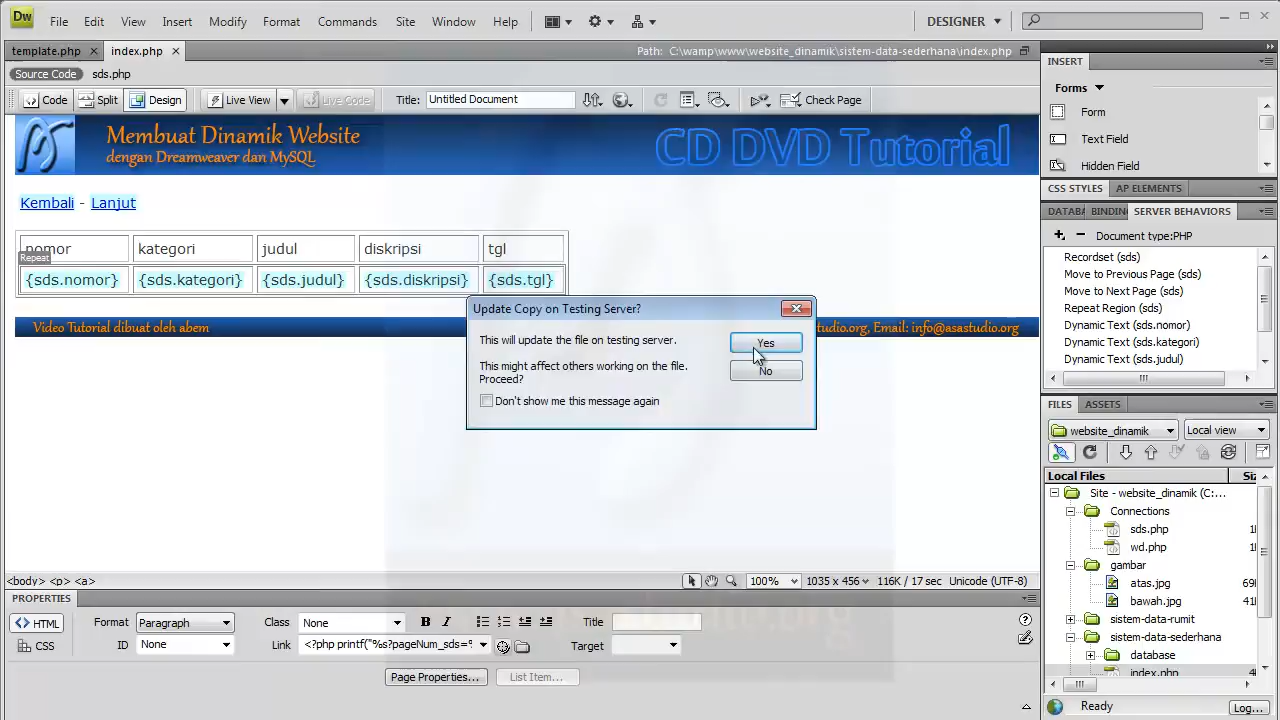 Dw File Edit View Insert Modify Format Commands Site Window Help DESIGNER
template.php index.php Path: C:\wamp\www\website_dinamik\sistem-data-sederhana\index.php
Source Code sds.php
Code Split Design Live View Live Code Title: Untitled Document Check Page
Membuat Dinamik Website
dengan Dreamweaver dan MySQL
CD DVD Tutorial
Kembali - Lanjut
nomor kategori judul diskripsi tgl
Repeat
{sds.nomor} {sds.kategori} {sds.judul} {sds.diskripsi} {sds.tgl}
Video Tutorial dibuat oleh abem
studio.org, Email: info@asastudio.org
Update Copy on Testing Server?
This will update the file on testing server.
This might affect others working on the file.
Proceed?
Don't show me this message again
Yes
No
<body> <p> <a> 100% 1035 x 456 116K / 17 sec Unicode (UTF-8)
PROPERTIES
<> HTML Format Paragraph Class None B I Title
CSS ID None Link <?php printf("%s?pageNum_sds=% Target
Page Properties... List Item...
INSERT
Forms
Form
Text Field
Hidden Field
CSS STYLES AP ELEMENTS
DATABA BINDIN SERVER BEHAVIORS
Document type:PHP
Recordset (sds)
Move to Previous Page (sds)
Move to Next Page (sds)
Repeat Region (sds)
Dynamic Text (sds.nomor)
Dynamic Text (sds.kategori)
Dynamic Text (sds.judul)
FILES ASSETS
website_dinamik Local view
Local Files Siz
Site - website_dinamik (C:...
Connections
sds.php 1
wd.php 1
gambar
atas.jpg 69
bawah.jpg 41
sistem-data-rumit
sistem-data-sederhana
database
index.php 4
Ready Log...